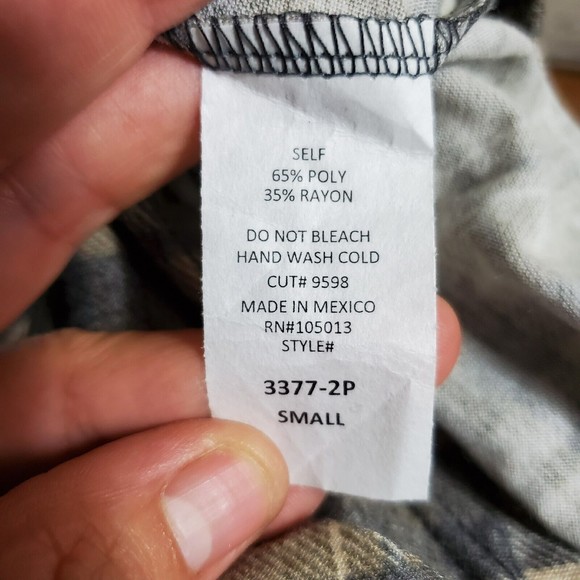 SELF
65% POLY
35% RAYON
DO NOT BLEACH
HAND WASH COLD
CUT# 9598
MADE IN MEXICO
RN#105013
STYLE#
3377-2P
SMALL